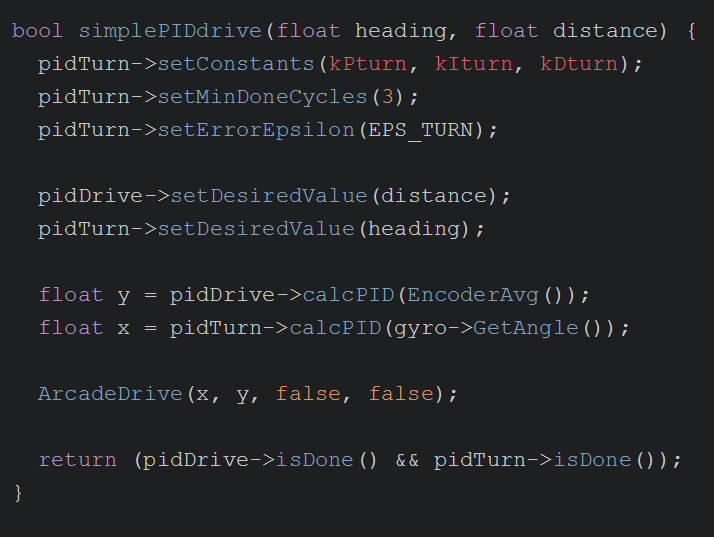 bool simplePIDdrive(float heading, float distance) {
  pidTurn->setConstants(kPturn, kIturn, kDturn);
  pidTurn->setMinDoneCycles(3);
  pidTurn->setErrorEpsilon(EPS_TURN);

  pidDrive->setDesiredValue(distance);
  pidTurn->setDesiredValue(heading);

  float y = pidDrive->calcPID(EncoderAvg());
  float x = pidTurn->calcPID(gyro->GetAngle());

  ArcadeDrive(x, y, false, false);

  return (pidDrive->isDone() && pidTurn->isDone());
}